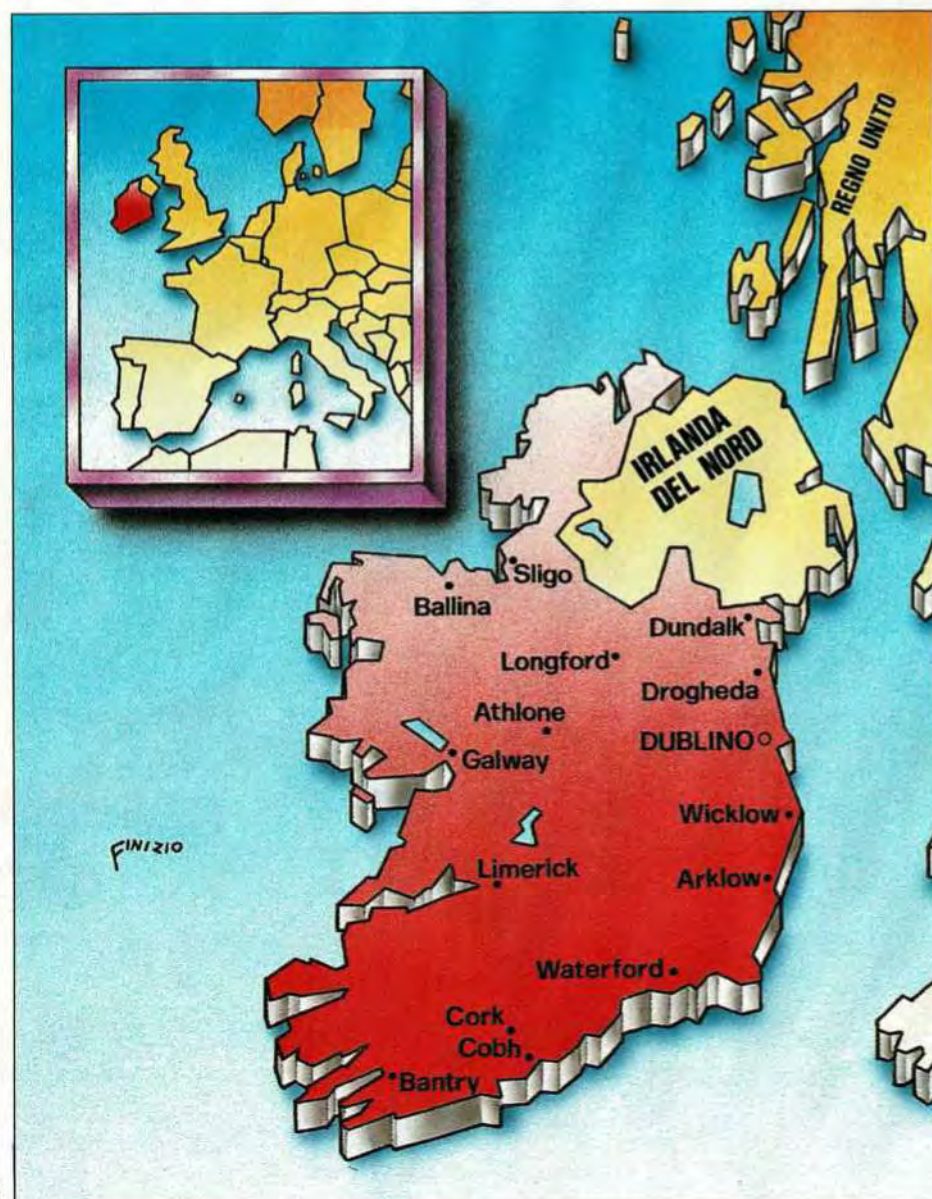 REGNO UNITO
IRLANDA
DEL NORD
Sligo
Ballina
Dundalk
Longford
Drogheda
Athlone
DUBLINO
Galway
Wicklow
FINIZIO
Limerick
Arklow
Waterford
Cork
Cobh
Bantry